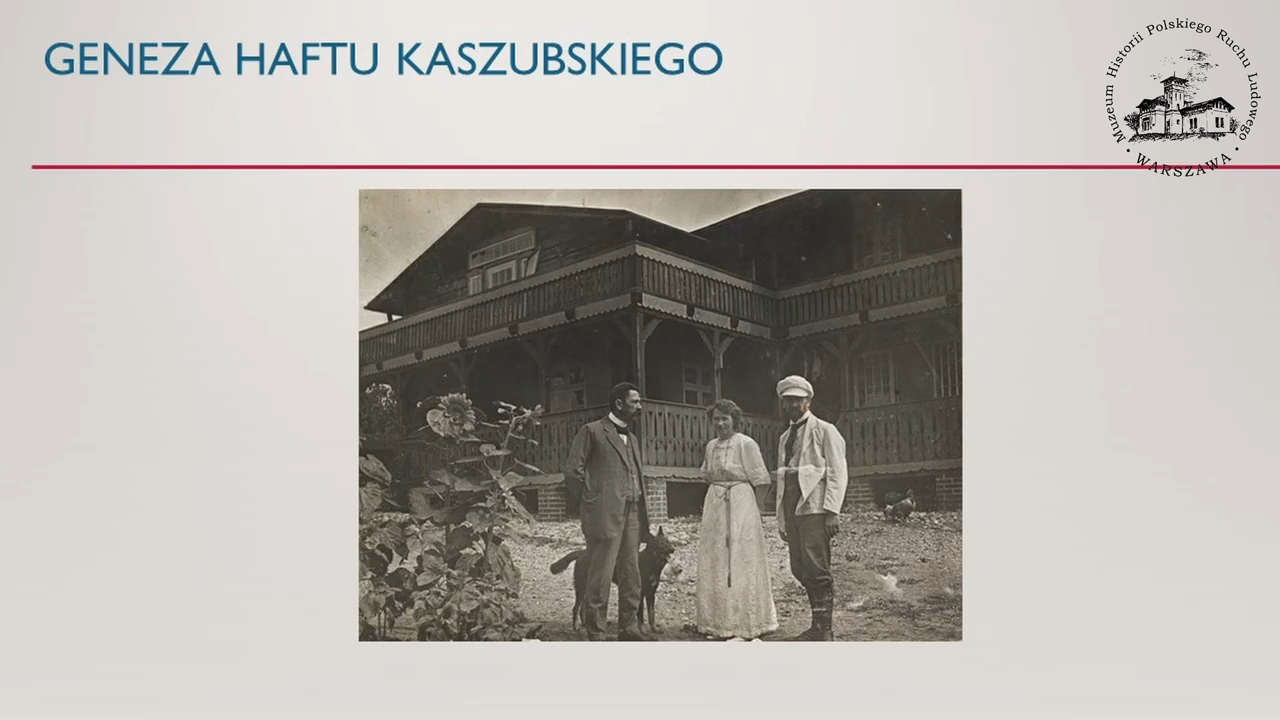 GENEZA HAFTU KASZUBSKIEGO
Muzeum Historii Polskiego Ruchu Ludowego
• WARSZAWA •